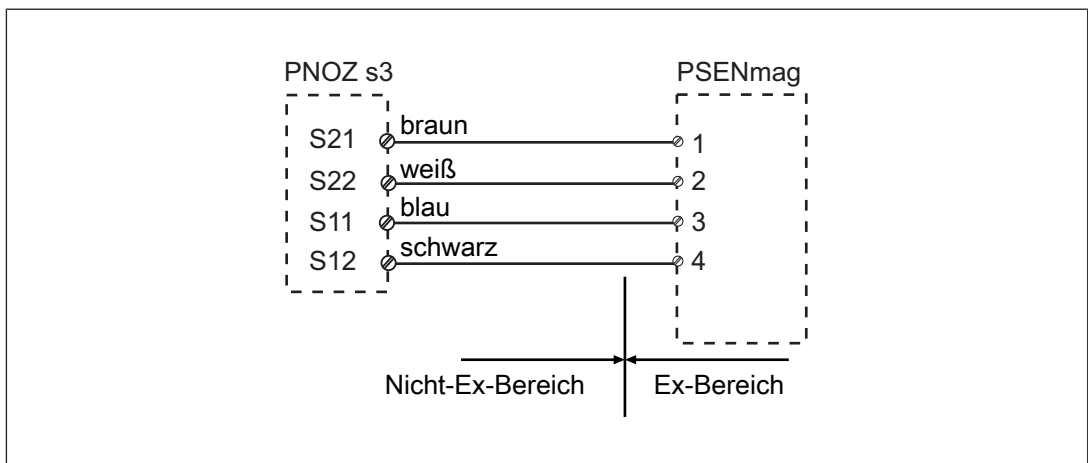 PNOZ s3 PSENmag
S21 braun 1
S22 weiß 2
S11 blau 3
S12 schwarz 4
Nicht-Ex-Bereich Ex-Bereich